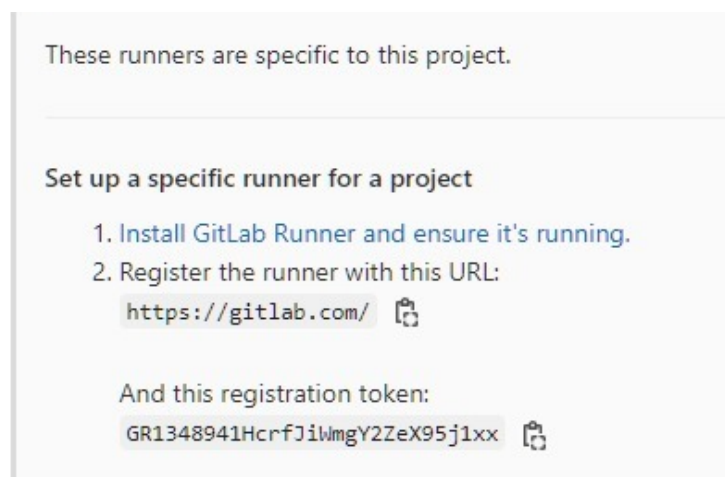 These runners are specific to this project.
Set up a specific runner for a project
1. Install GitLab Runner and ensure it's running.
2. Register the runner with this URL:
https://gitlab.com/
And this registration token:
GR1348941HcrfJiWmgY2ZeX95j1xx